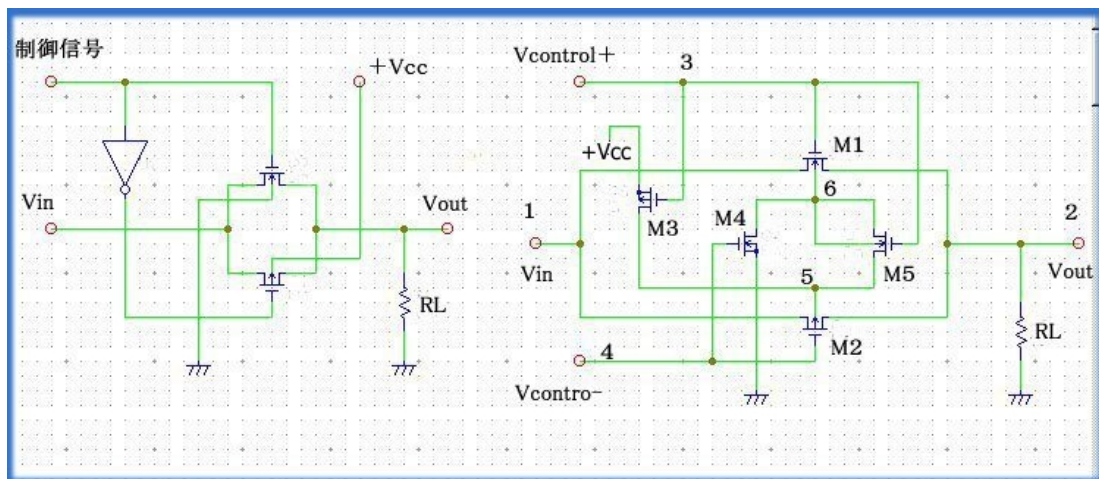 制御信号
+Vcc
Vin
Vout
RL
Vcontrol+
3
+Vcc
M1
M3
M4
6
M5
1
Vin
2
Vout
5
M2
RL
4
Vcontro-